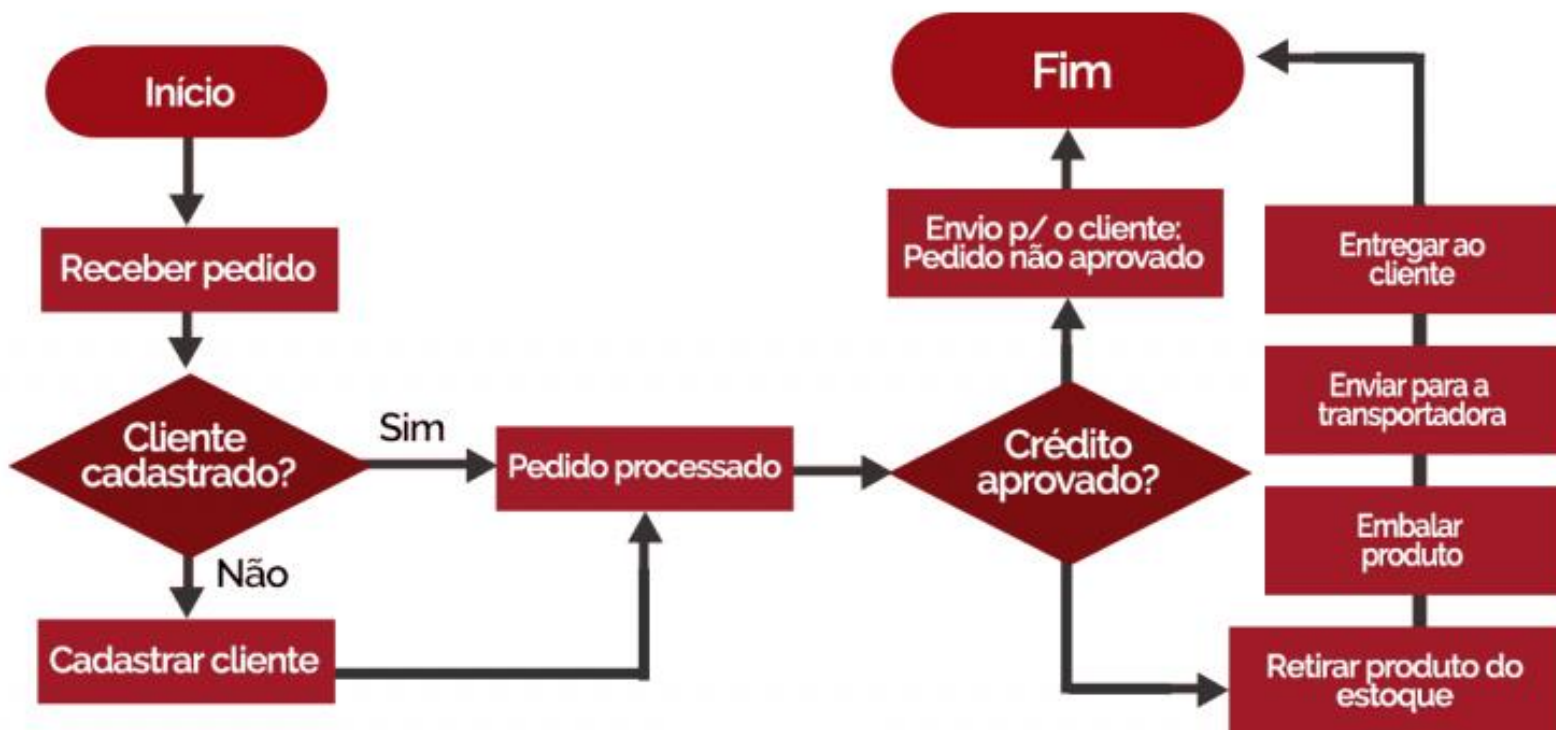 Início
Receber pedido
Cliente
cadastrado?
Sim
Não
Cadastrar cliente
Pedido processado
Crédito
aprovado?
Envio p/ o cliente:
Pedido não aprovado
Fim
Retirar produto do
estoque
Embalar
produto
Enviar para a
transportadora
Entregar ao
cliente